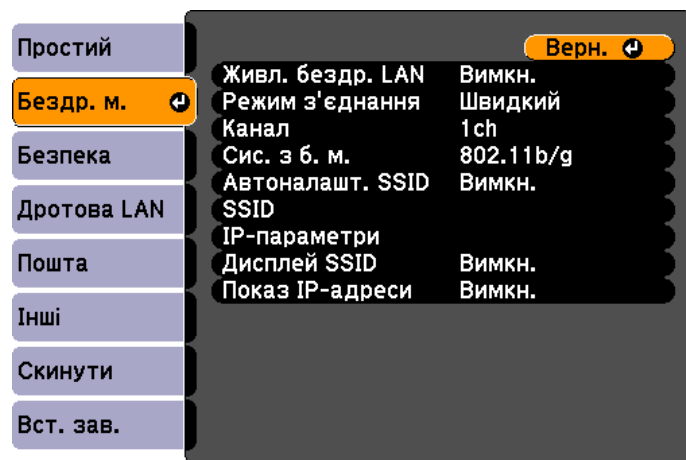 Простий
Бездр. м.
Безпека
Дротова LAN
Пошта
Інші
Скинути
Вст. зав.
Верн.
Живл. бездр. LAN Вимкн.
Режим з'єднання Швидкий
Канал 1ch
Сис. з б. м. 802.11b/g
Автоналашт. SSID Вимкн.
SSID
IP-параметри
Дисплей SSID Вимкн.
Показ IP-адреси Вимкн.